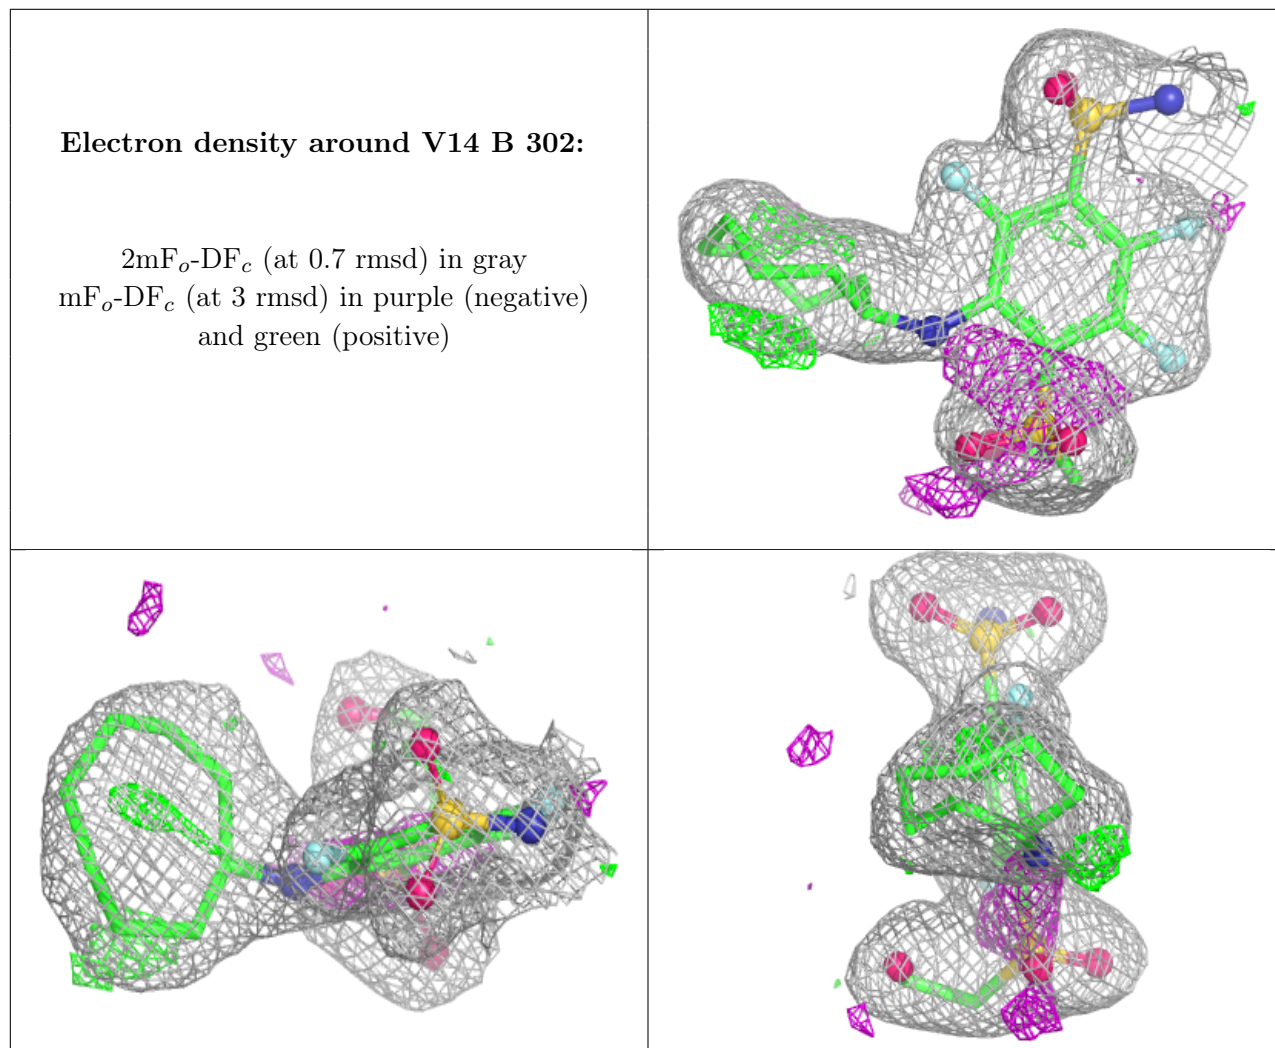 Electron density around V14 B 302:
2mFo-DFc (at 0.7 rmsd) in gray
mFo-DFc (at 3 rmsd) in purple (negative)
and green (positive)